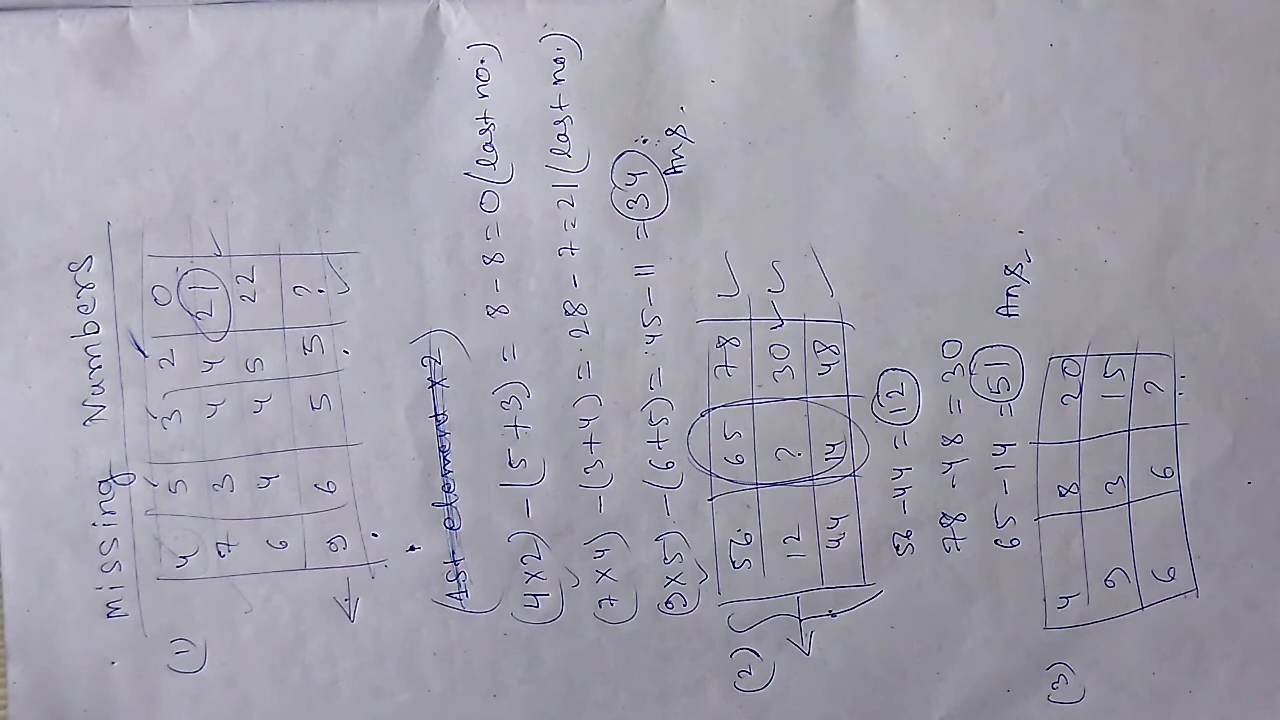 Missing Numbers
(1)
4 5 3 2 0
7 3 4 4 21
6 4 4 5 22
9 6 5 5 ?
(1st element x2)
(4x2) - (5+3) = 8 - 8 = 0 (last no.)
(7x4) - (3+4) = 28 - 7 = 21 (last no.)
(9x5) - (6+5) = 45 - 11 = 34 Ans.
(2)
56 65 78
12 ? 30
44 14 48
56 - 44 = 12
78 - 48 = 30
65 - 14 = 51 Ans.
(3)
4 8 20
9 3 15
6 6 ?